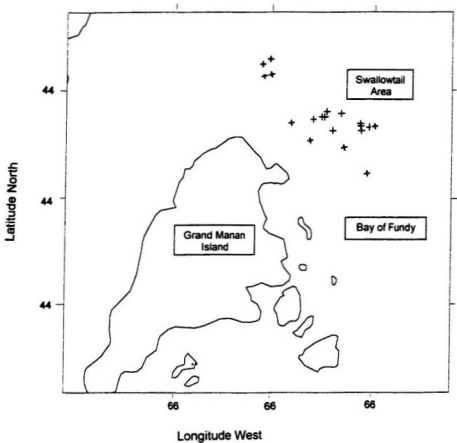 Swallowtail
Area
44
44
Latitude North
Grand Manan
Island
Bay of Fundy
44
66
66
66
Longitude West